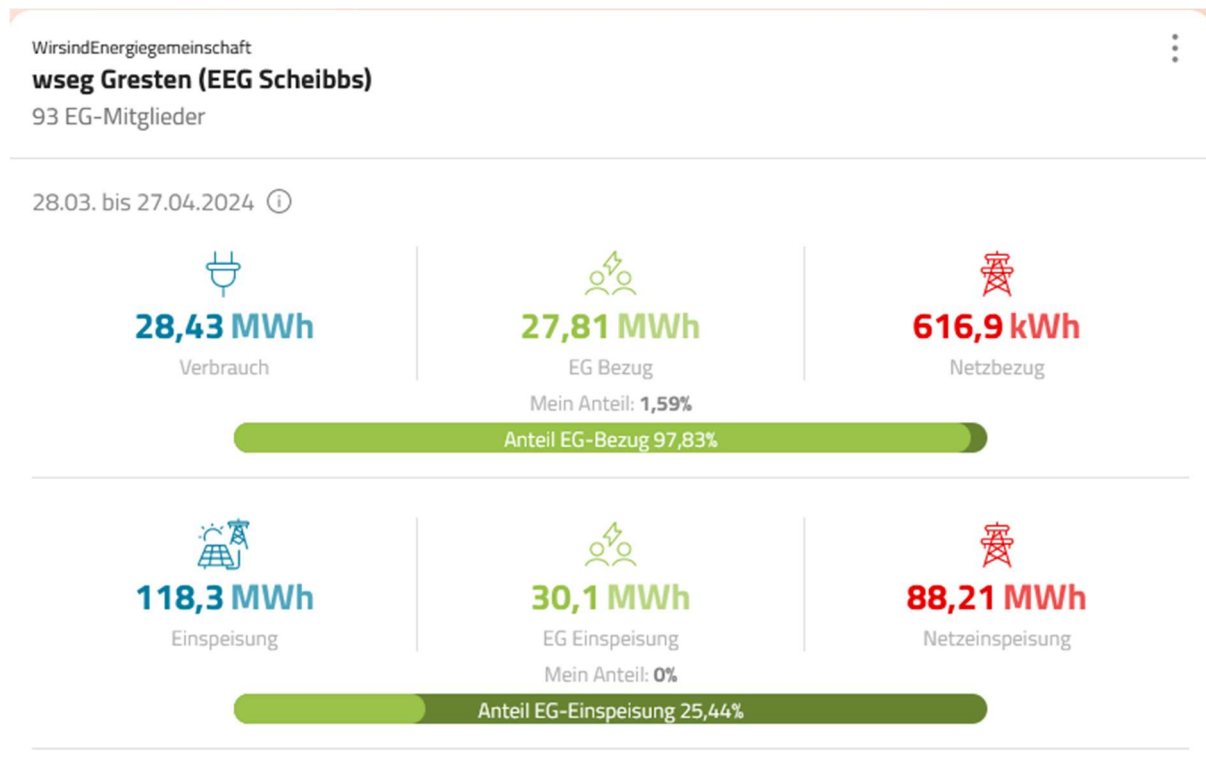 WirsindEnergiegemeinschaft
wseg Gresten (EEG Scheibbs)
93 EG-Mitglieder
28.03. bis 27.04.2024
28,43 MWh
Verbrauch
27,81 MWh
EG Bezug
616,9 kWh
Netzbezug
Mein Anteil: 1,59%
Anteil EG-Bezug 97,83%
118,3 MWh
Einspeisung
30,1 MWh
EG Einspeisung
88,21 MWh
Netzeinspeisung
Mein Anteil: 0%
Anteil EG-Einspeisung 25,44%